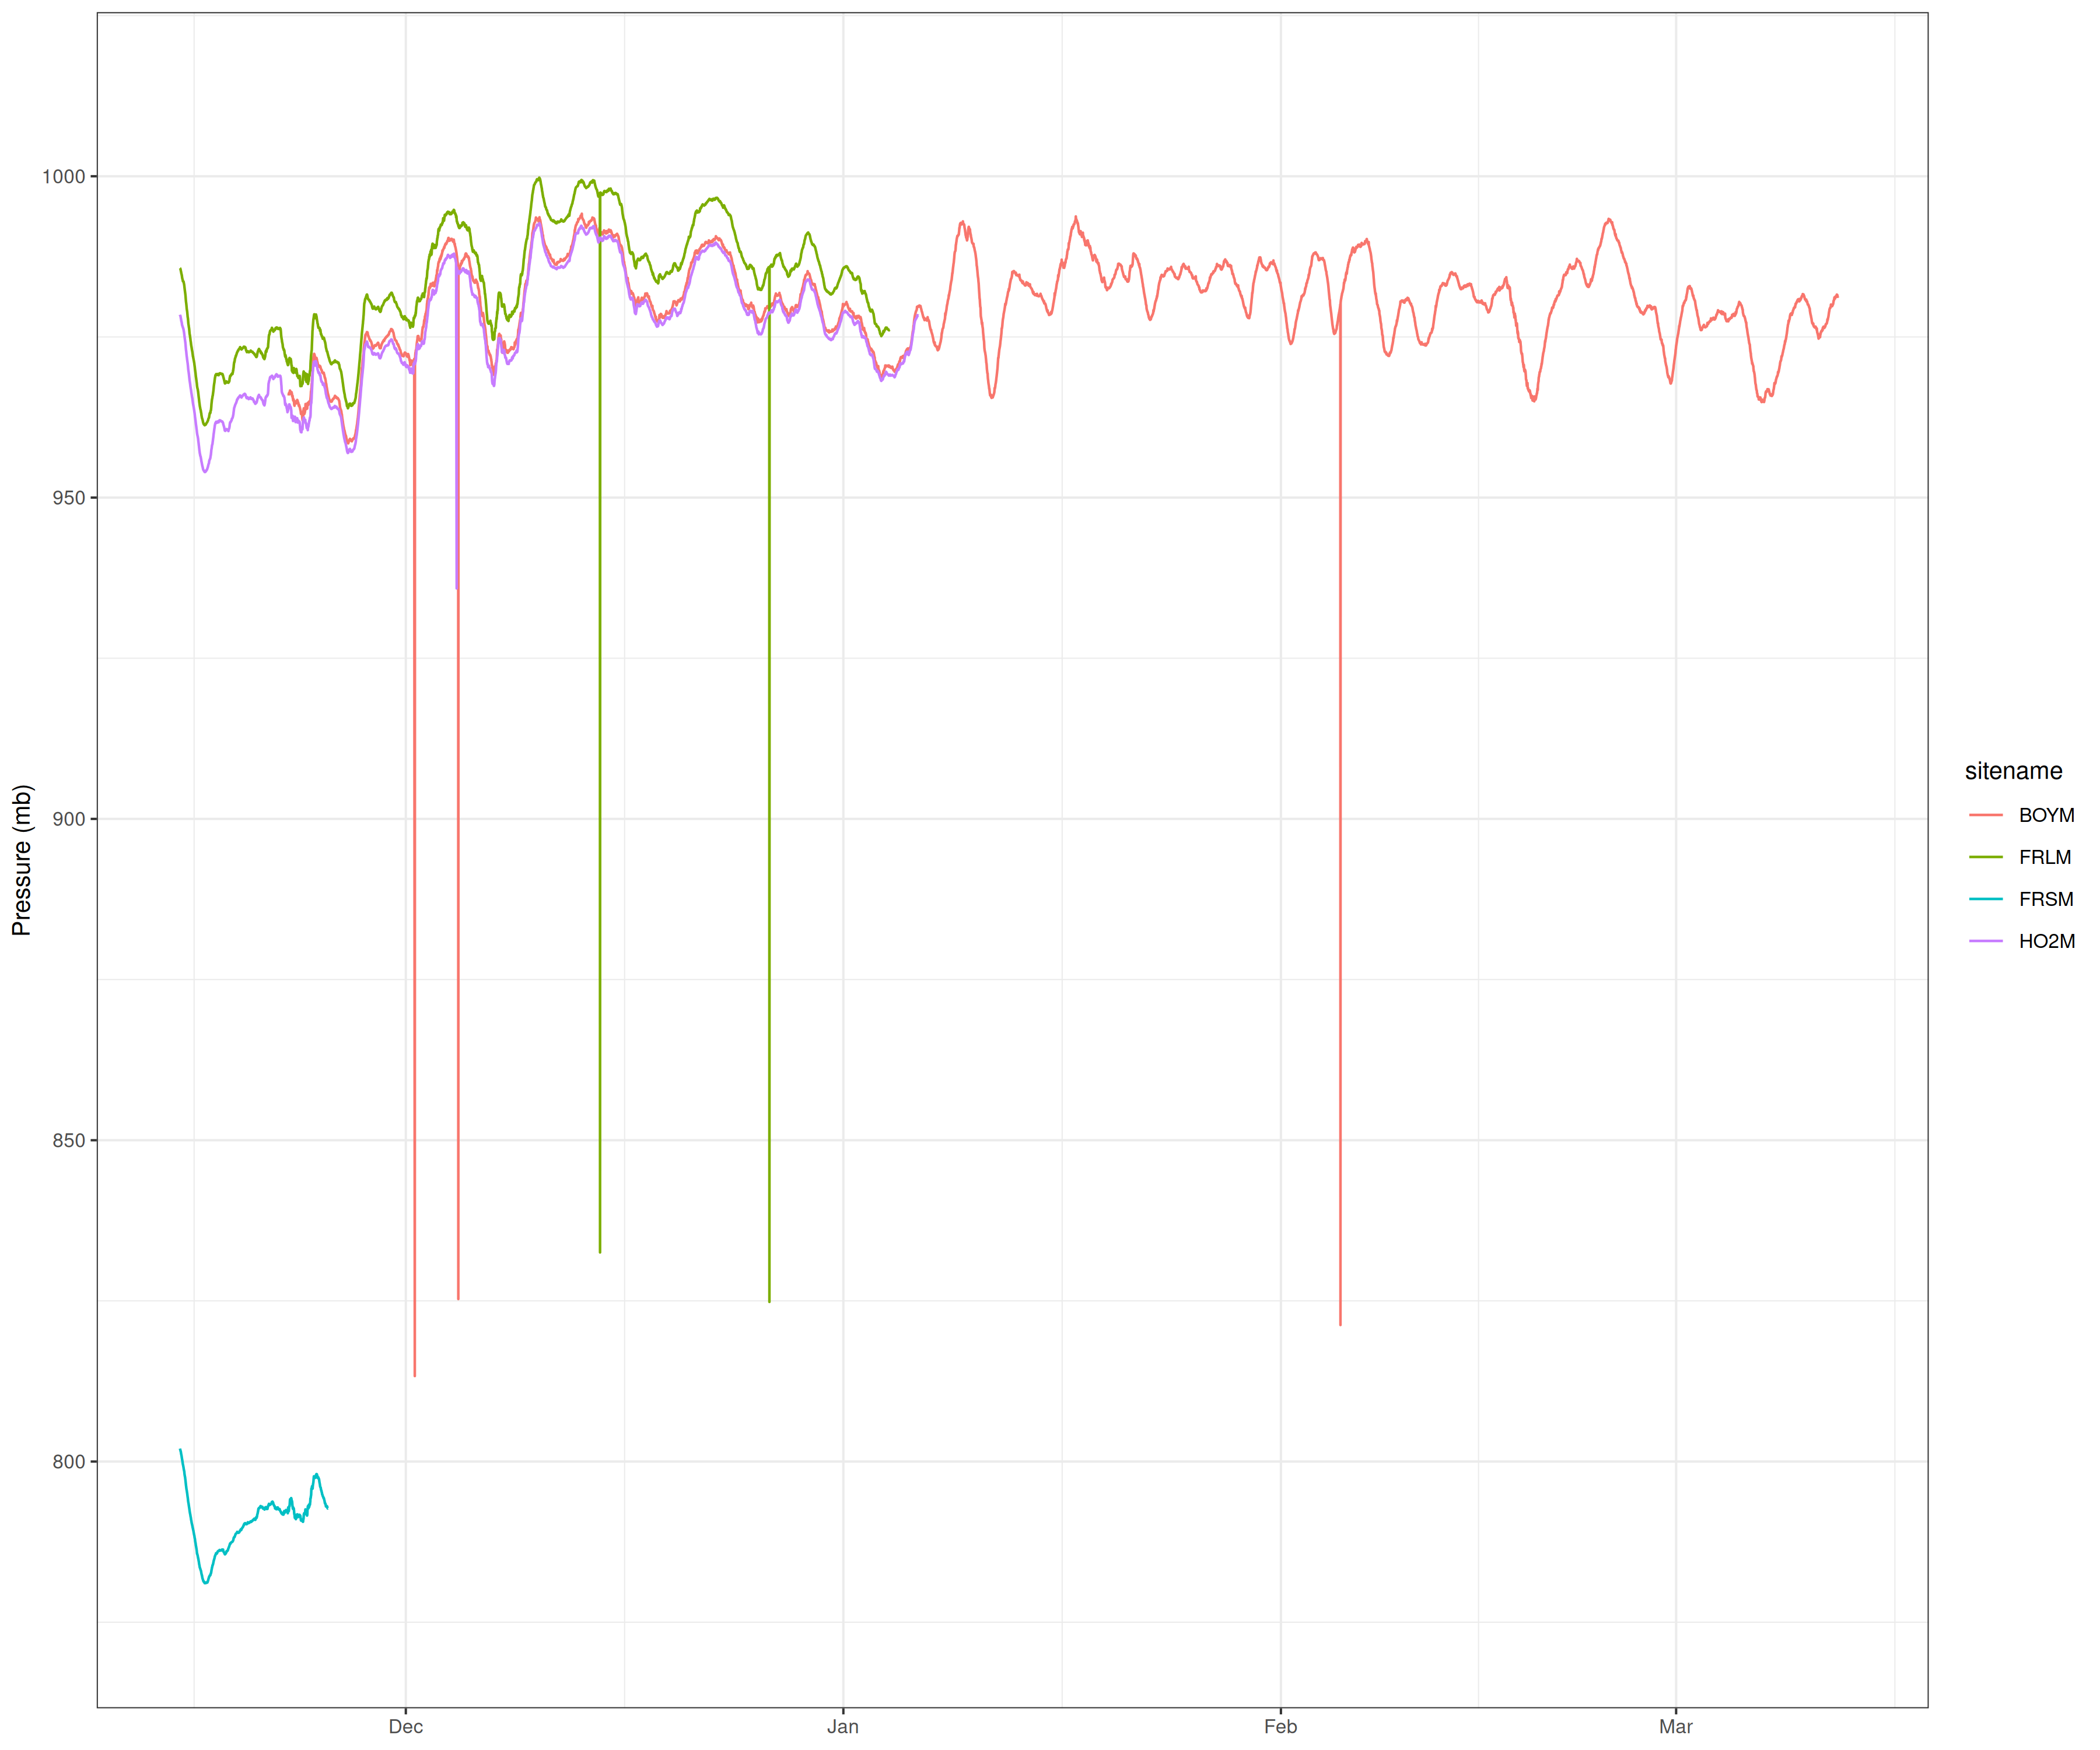 1000
950
900
850
800
Pressure (mb)
Dec
Jan
Feb
Mar
sitename
BOYM
FRLM
FRSM
HO2M